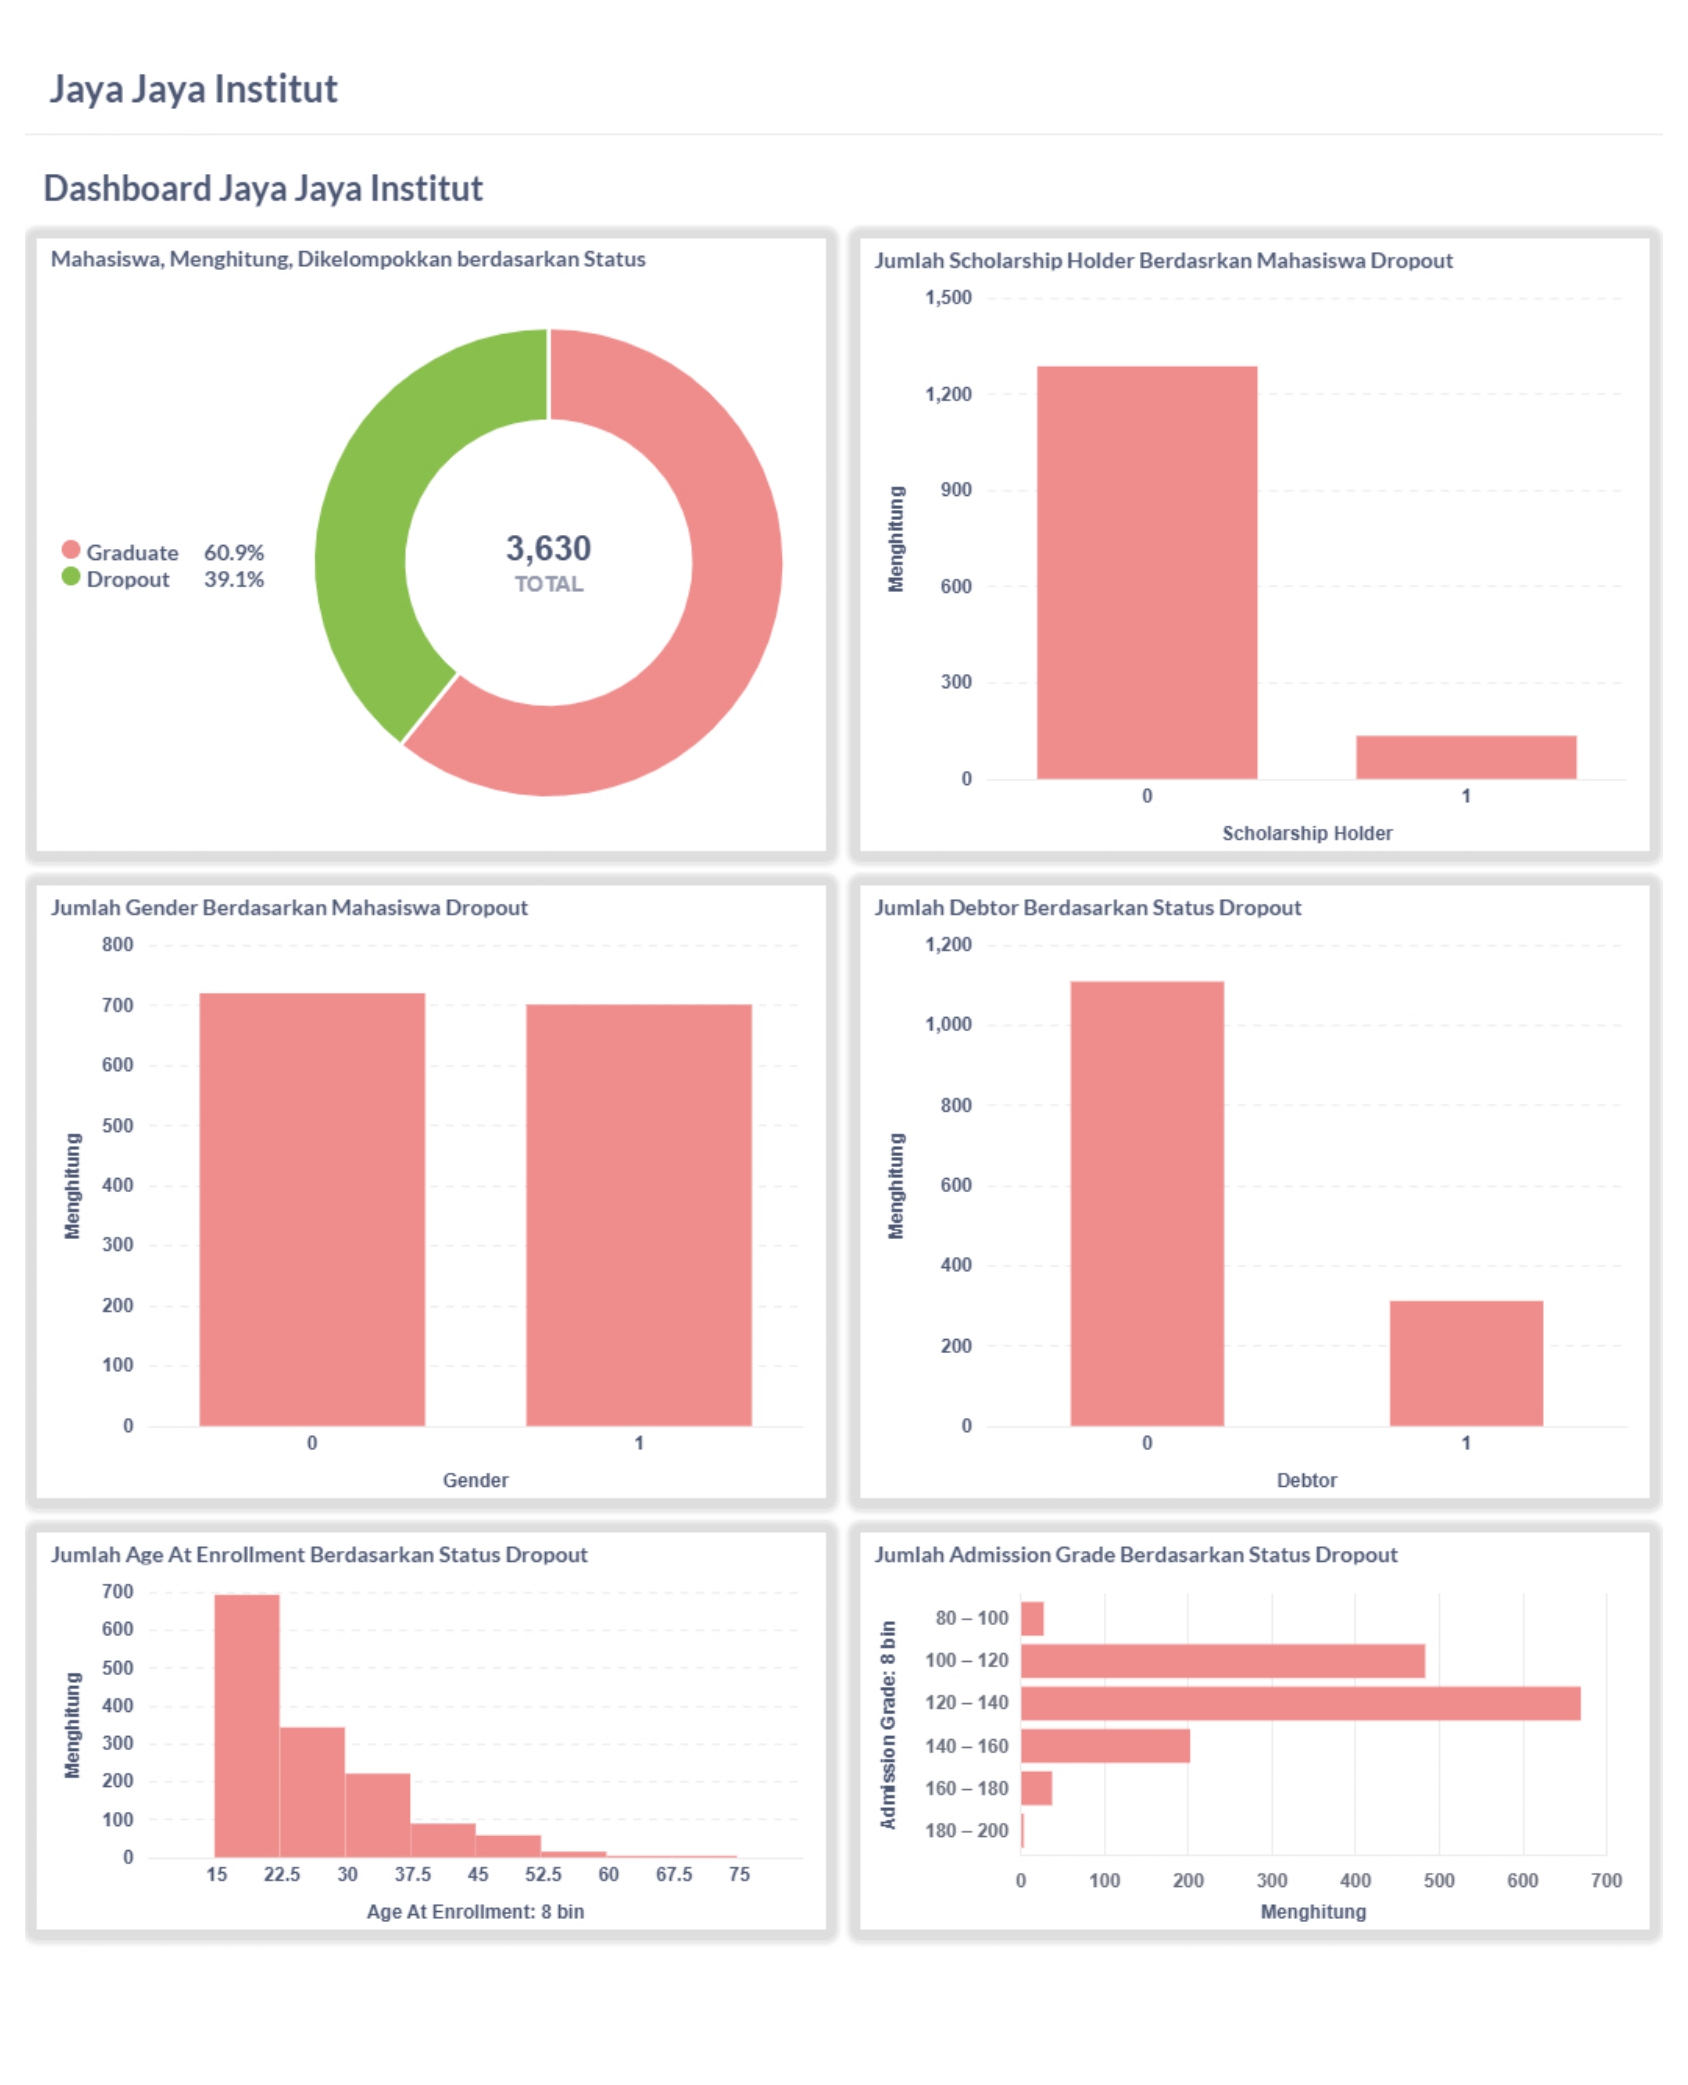 Jaya Jaya Institut
Dashboard Jaya Jaya Institut
Mahasiswa, Menghitung, Dikelompokkan berdasarkan Status
Graduate 60.9%
Dropout 39.1%
3,630
TOTAL
Jumlah Scholarship Holder Berdasrkan Mahasiswa Dropout
Menghitung
1,500
1,200
900
600
300
0
0 1
Scholarship Holder
Jumlah Gender Berdasarkan Mahasiswa Dropout
Menghitung
800
700
600
500
400
300
200
100
0
0 1
Gender
Jumlah Debtor Berdasarkan Status Dropout
Menghitung
1,200
1,000
800
600
400
200
0
0 1
Debtor
Jumlah Age At Enrollment Berdasarkan Status Dropout
Menghitung
700
600
500
400
300
200
100
0
15 22.5 30 37.5 45 52.5 60 67.5 75
Age At Enrollment: 8 bin
Jumlah Admission Grade Berdasarkan Status Dropout
Admission Grade: 8 bin
80 – 100
100 – 120
120 – 140
140 – 160
160 – 180
180 – 200
0 100 200 300 400 500 600 700
Menghitung